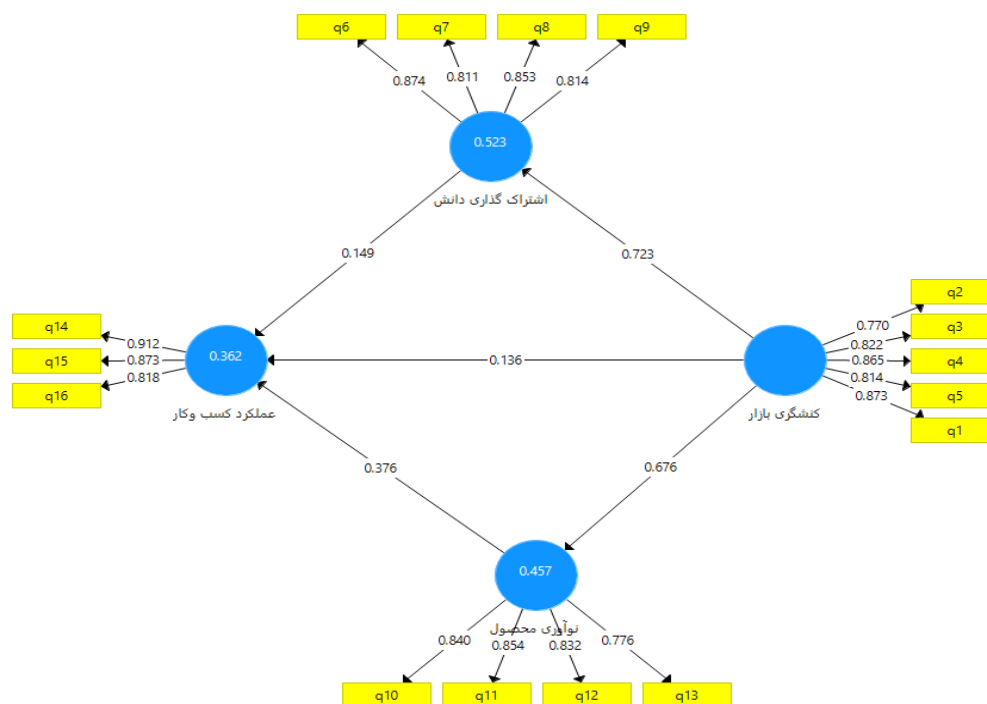 q6 q7 q8 q9
0.874 0.811 0.853 0.814
0.523
اشتراک گذاری دانش
0.149 0.723
q2
q14 0.770 q3
0.912 0.822
q15 0.873 0.362 0.136 0.865 q4
0.818 0.814
q16 0.873 q5
عملکرد کسب وکار کنشگری بازار
q1
0.376 0.676
0.457
نوآوری محصول
0.840 0.854 0.832 0.776
q10 q11 q12 q13